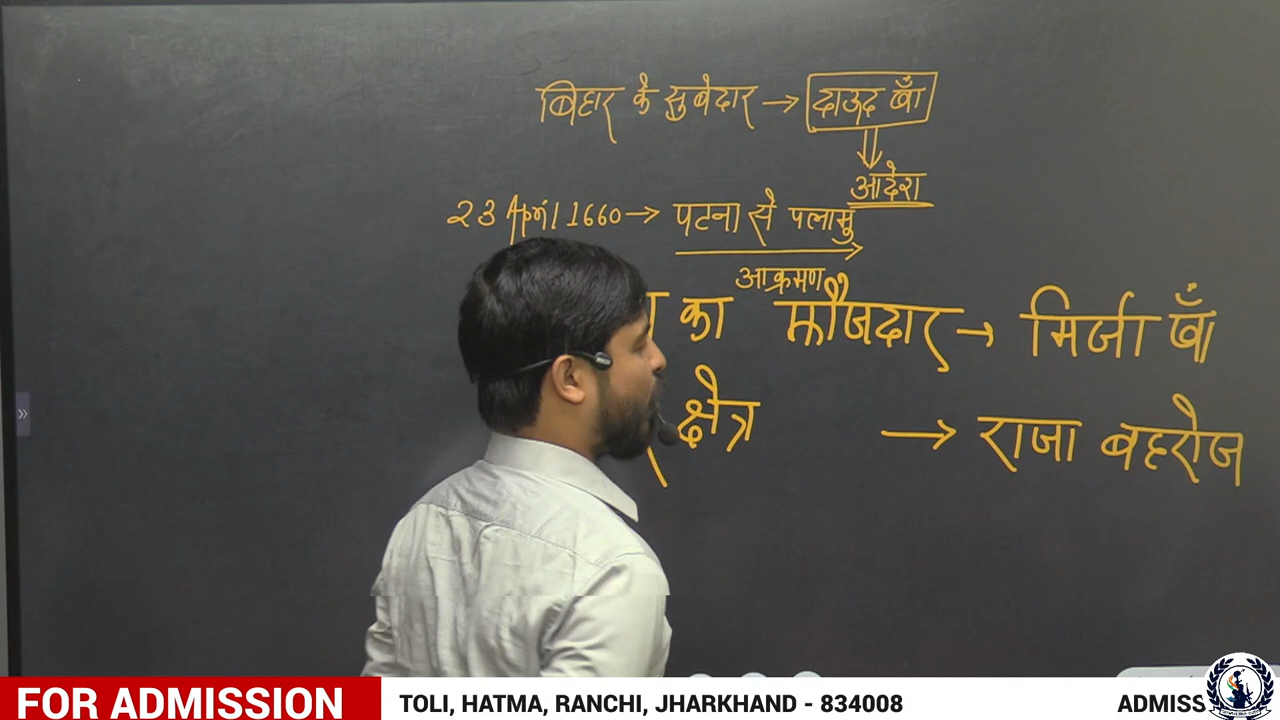 बिहार के सुबेदार → दाऊद खाँ
⇓
आदेश
23 April 1660 → पटना से पलामु
आक्रमण
का फौजदार → मिर्जा खाँ
क्षेत्र → राजा बहरोज
»
FOR ADMISSION TOLI, HATMA, RANCHI, JHARKHAND - 834008 ADMISS